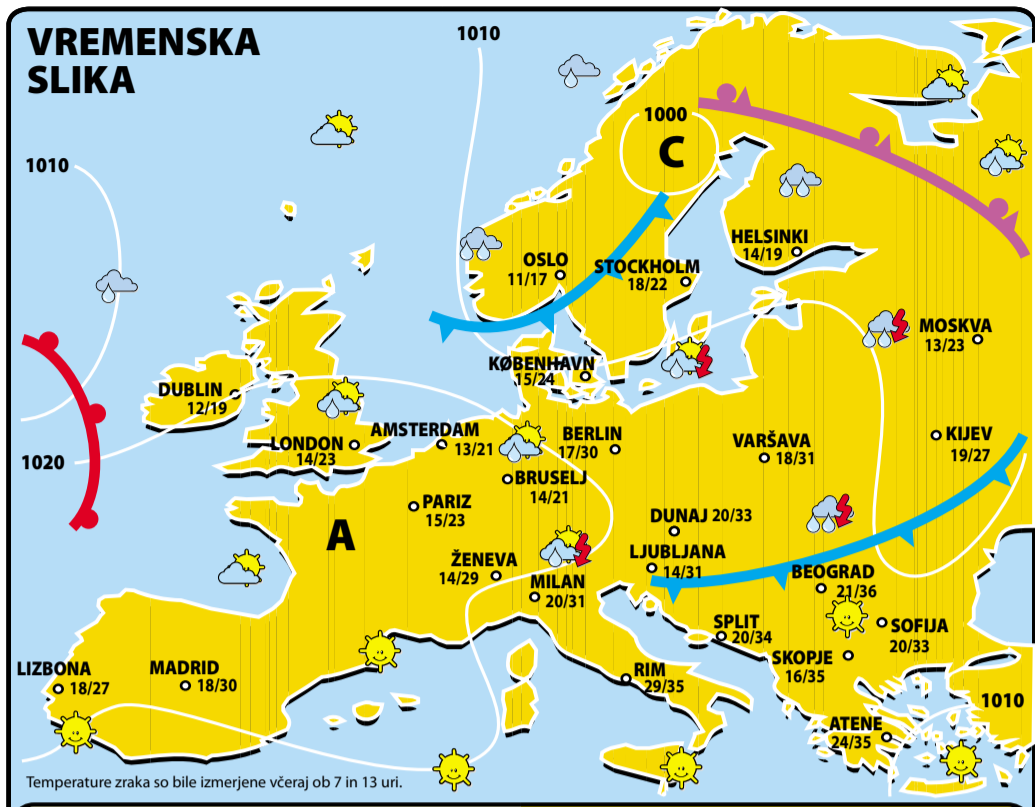 VREMENSKA
SLIKA
1010
1010
1000
C
HELSINKI
14/19
OSLO
11/17
STOCKHOLM
18/22
MOSKVA
13/23
KØBENHAVN
15/24
DUBLIN
12/19
AMSTERDAM
13/21
BERLIN
17/30
VARŠAVA
18/31
KIJEV
19/27
LONDON
14/23
1020
BRUSELJ
14/21
PARIZ
15/23
A
DUNAJ 20/33
LJUBLJANA
14/31
ŽENEVA
14/29
MILAN
20/31
BEOGRAD
21/36
SPLIT
20/34
SOFIJA
20/33
SKOPJE
16/35
LIZBONA
18/27
MADRID
18/30
RIM
29/35
1010
ATENE
24/35
Temperature zraka so bile izmerjene včeraj ob 7 in 13 uri.